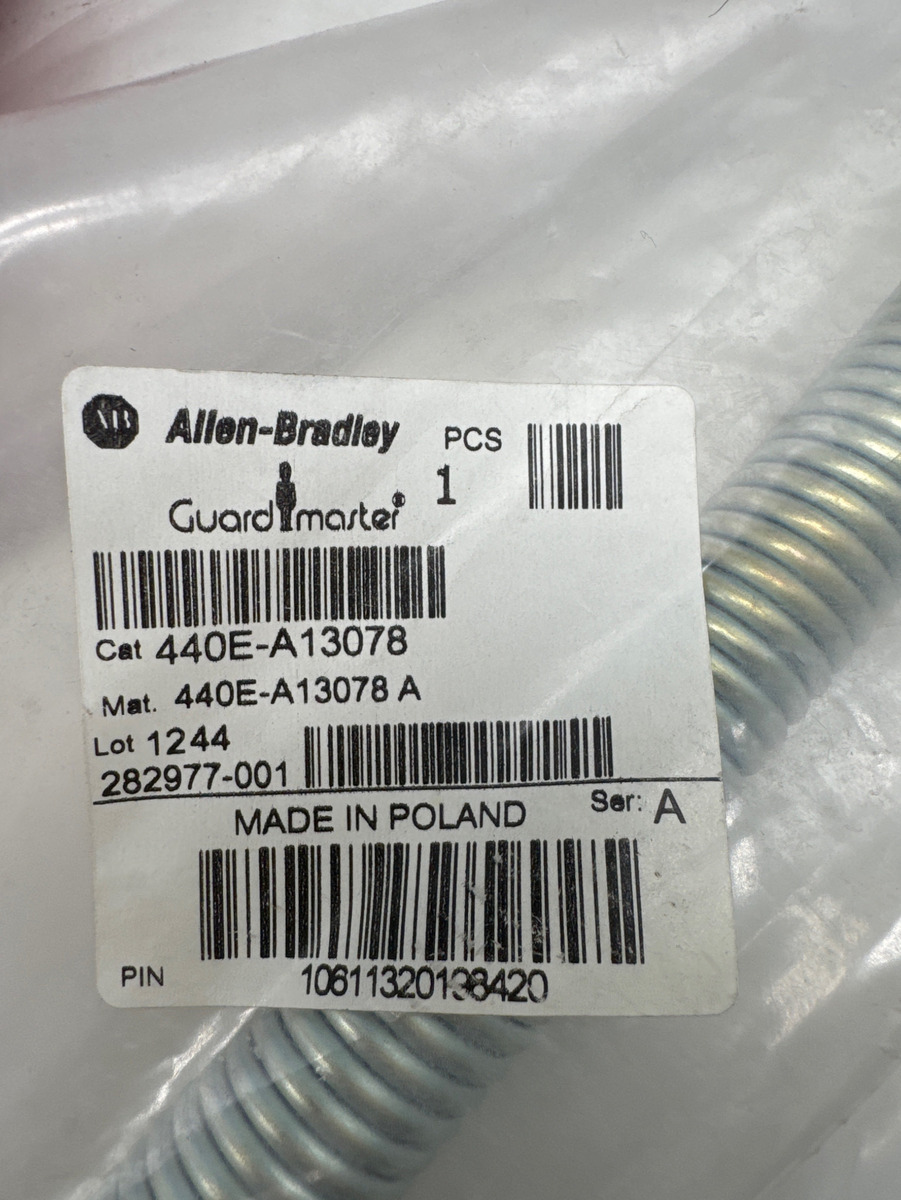 AB Allen-Bradley
PCS
1
Guardmaster®
Cat 440E-A13078
Mat. 440E-A13078 A
Lot 1244
282977-001
MADE IN POLAND
Ser: A
PIN
10611320138420